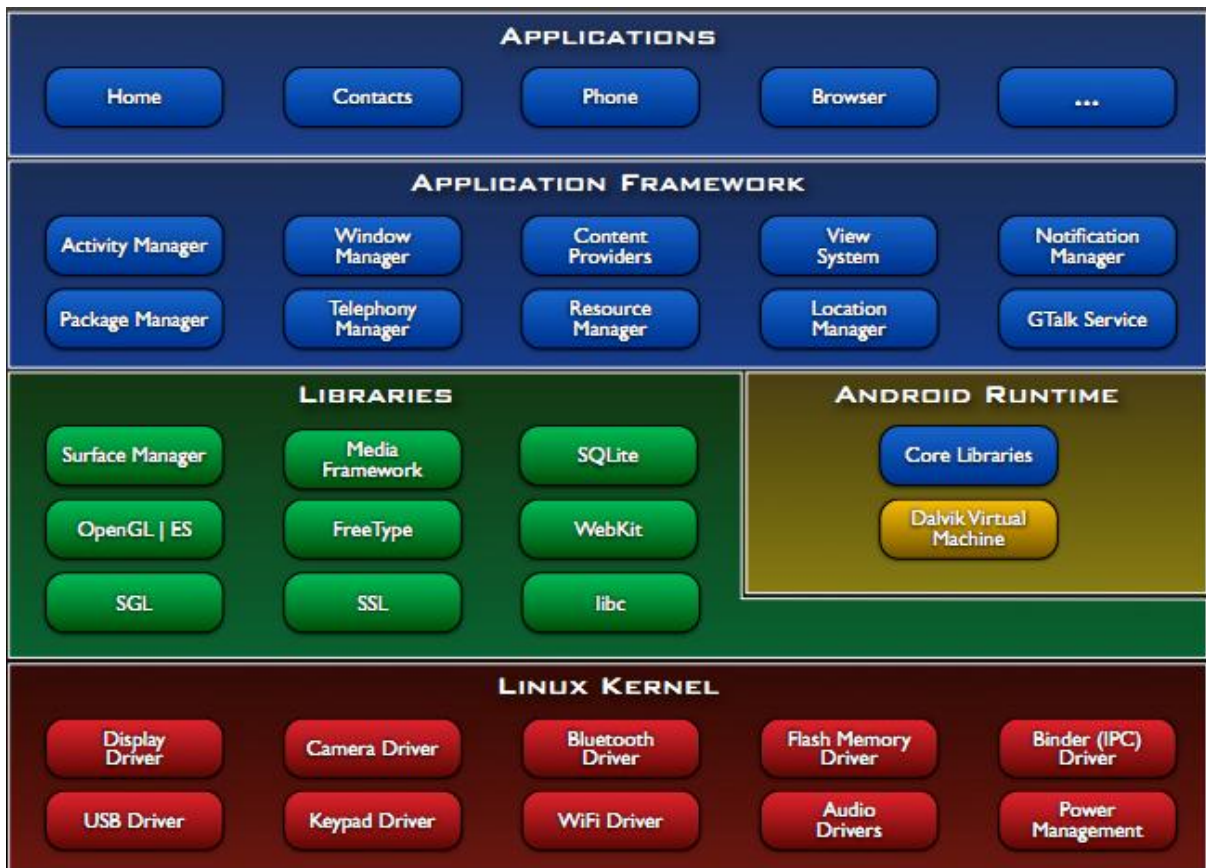 APPLICATIONS
Home
Contacts
Phone
Browser
...
APPLICATION FRAMEWORK
Activity Manager
Window
Manager
Content
Providers
View
System
Notification
Manager
Package Manager
Telephony
Manager
Resource
Manager
Location
Manager
GTalk Service
LIBRARIES
Surface Manager
Media
Framework
SQLite
OpenGL | ES
FreeType
WebKit
SGL
SSL
libc
ANDROID RUNTIME
Core Libraries
Dalvik Virtual
Machine
LINUX KERNEL
Display
Driver
Camera Driver
Bluetooth
Driver
Flash Memory
Driver
Binder (IPC)
Driver
USB Driver
Keypad Driver
WiFi Driver
Audio
Drivers
Power
Management